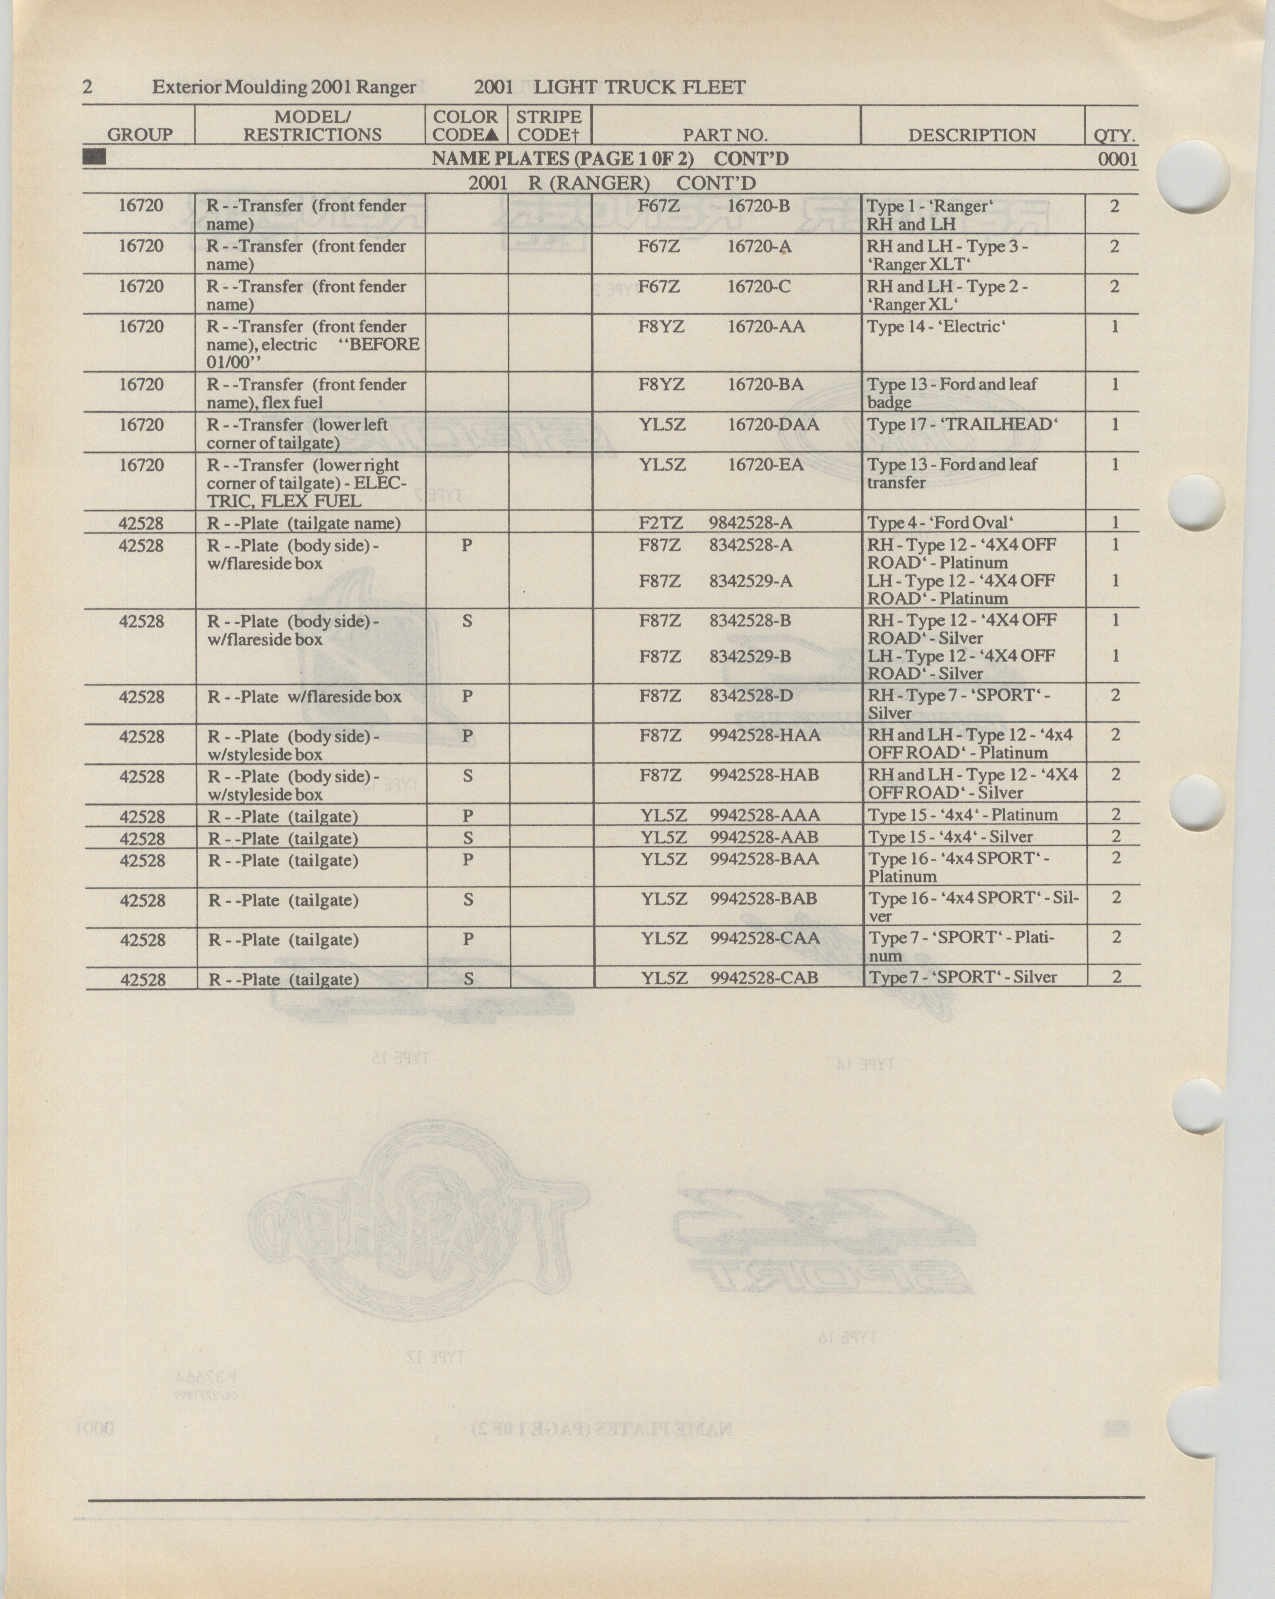 2 Exterior Moulding 2001 Ranger 2001 LIGHT TRUCK FLEET
GROUP MODEL/ RESTRICTIONS COLOR CODE▲ STRIPE CODE† PART NO. DESCRIPTION QTY.
NAME PLATES (PAGE 1 0F 2) CONT'D 0001
2001 R (RANGER) CONT'D
16720 R - -Transfer (front fender F67Z 16720-B Type 1 - ‘Ranger‘ 2
name) RH and LH
16720 R - -Transfer (front fender F67Z 16720-A RH and LH - Type 3 - 2
name) ‘Ranger XLT‘
16720 R - -Transfer (front fender F67Z 16720-C RH and LH - Type 2 - 2
name) ‘Ranger XL‘
16720 R - -Transfer (front fender F8YZ 16720-AA Type 14 - ‘Electric‘ 1
name), electric ‘‘BEFORE
01/00’’
16720 R - -Transfer (front fender F8YZ 16720-BA Type 13 - Ford and leaf 1
name), flex fuel badge
16720 R - -Transfer (lower left YL5Z 16720-DAA Type 17 - ‘TRAILHEAD‘ 1
corner of tailgate)
16720 R - -Transfer (lower right YL5Z 16720-EA Type 13 - Ford and leaf 1
corner of tailgate) - ELEC- transfer
TRIC, FLEX FUEL
42528 R - -Plate (tailgate name) F2TZ 9842528-A Type 4 - ‘Ford Oval‘ 1
42528 R - -Plate (body side) - P F87Z 8342528-A RH - Type 12 - ‘4X4 OFF 1
w/flareside box ROAD‘ - Platinum
F87Z 8342529-A LH - Type 12 - ‘4X4 OFF 1
ROAD‘ - Platinum
42528 R - -Plate (body side) - S F87Z 8342528-B RH - Type 12 - ‘4X4 OFF 1
w/flareside box ROAD‘ - Silver
F87Z 8342529-B LH - Type 12 - ‘4X4 OFF 1
ROAD‘ - Silver
42528 R - -Plate w/flareside box P F87Z 8342528-D RH - Type 7 - ‘SPORT‘ - 2
Silver
42528 R - -Plate (body side) - P F87Z 9942528-HAA RH and LH - Type 12 - ‘4x4 2
w/styleside box OFF ROAD‘ - Platinum
42528 R - -Plate (body side) - S F87Z 9942528-HAB RH and LH - Type 12 - ‘4X4 2
w/styleside box OFF ROAD‘ - Silver
42528 R - -Plate (tailgate) P YL5Z 9942528-AAA Type 15 - ‘4x4‘ - Platinum 2
42528 R - -Plate (tailgate) S YL5Z 9942528-AAB Type 15 - ‘4x4‘ - Silver 2
42528 R - -Plate (tailgate) P YL5Z 9942528-BAA Type 16 - ‘4x4 SPORT‘ - 2
Platinum
42528 R - -Plate (tailgate) S YL5Z 9942528-BAB Type 16 - ‘4x4 SPORT‘ - Sil- 2
ver
42528 R - -Plate (tailgate) P YL5Z 9942528-CAA Type 7 - ‘SPORT‘ - Plati- 2
num
42528 R - -Plate (tailgate) S YL5Z 9942528-CAB Type 7 - ‘SPORT‘ - Silver 2